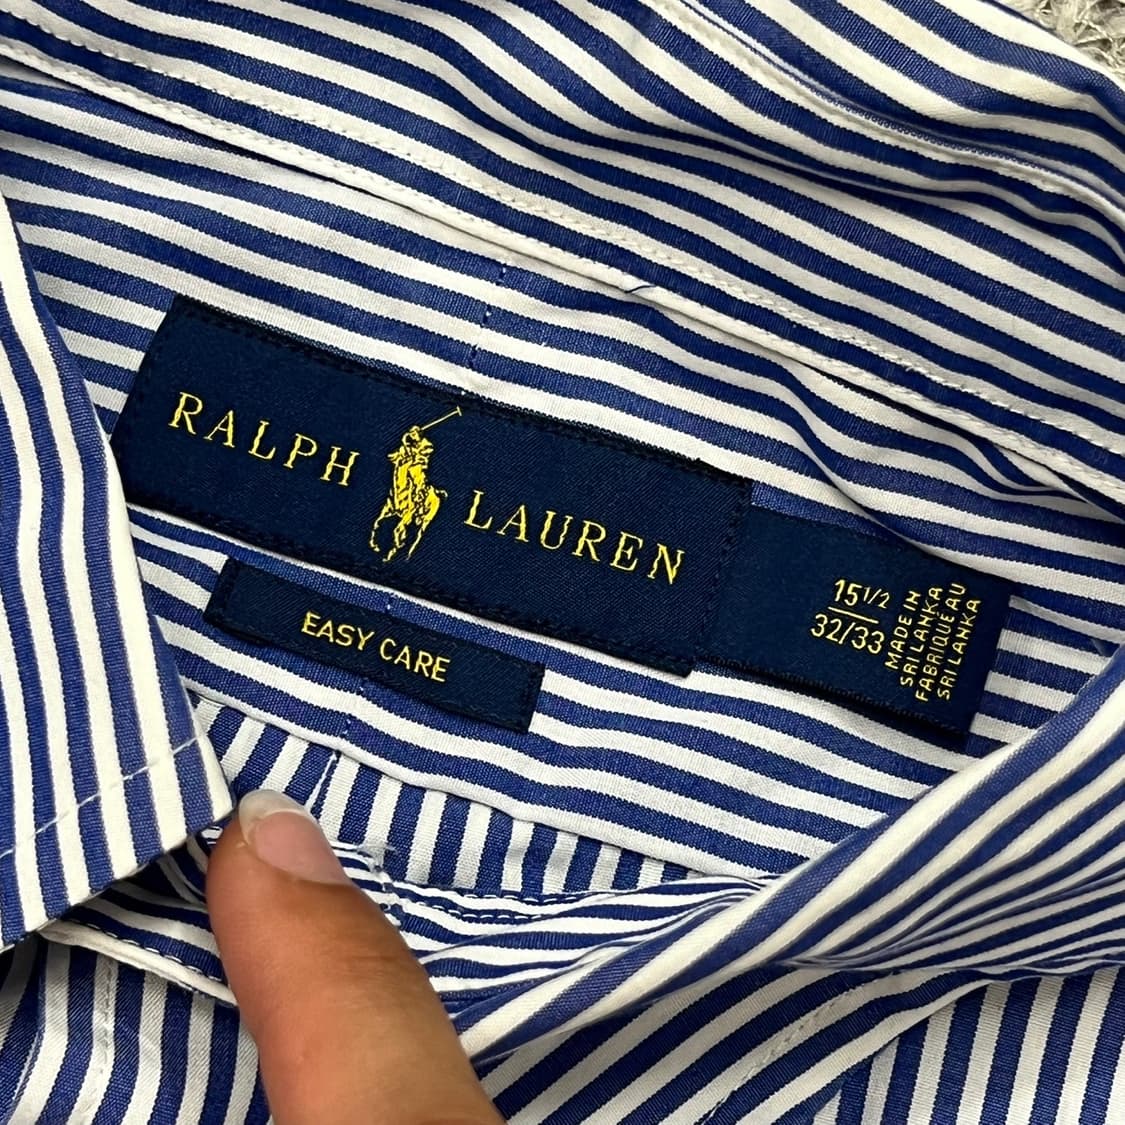 RALPH LAUREN
EASY CARE
15 1/2
32/33
MADE IN
SRI LANKA
FABRIQUÉ AU
SRI LANKA